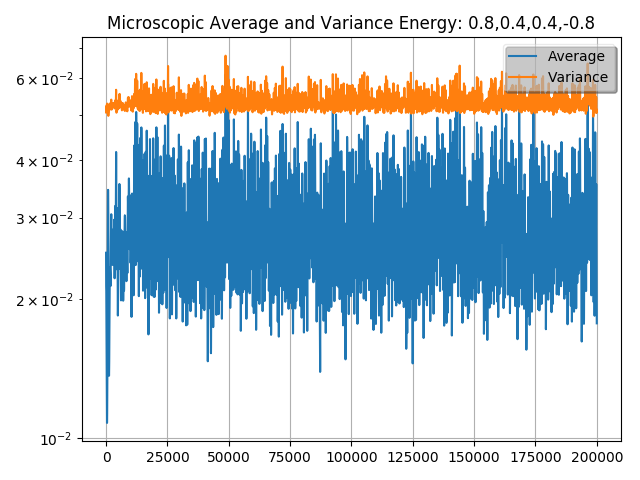 Microscopic Average and Variance Energy: 0.8,0.4,0.4,-0.8
Average
Variance
6 × 10⁻²
4 × 10⁻²
3 × 10⁻²
2 × 10⁻²
10⁻²
0 25000 50000 75000 100000 125000 150000 175000 200000